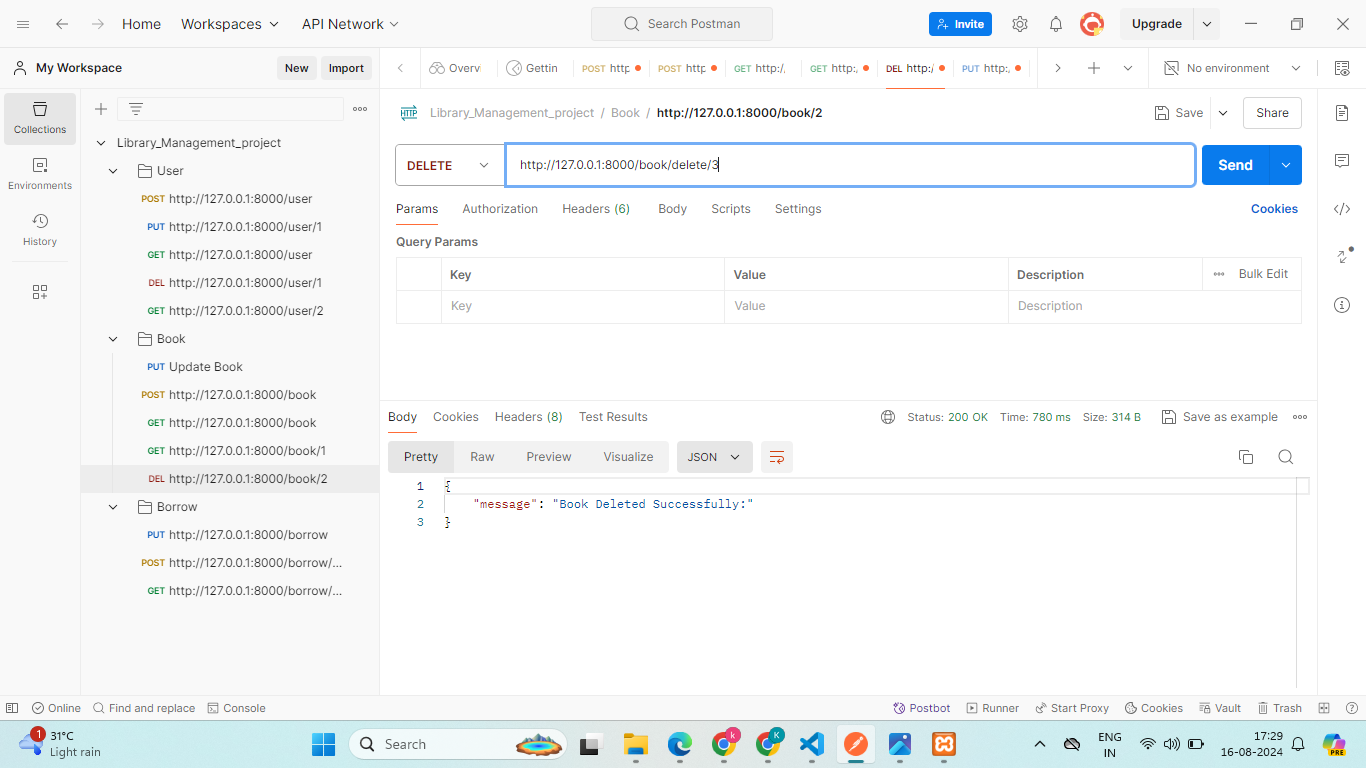 Home Workspaces API Network Search Postman Invite Upgrade
My Workspace New Import Overvi Gettin POST http POST http GET http:/, GET http:, DEL http:/ PUT http:, No environment
Library_Management_project / Book / http://127.0.0.1:8000/book/2 Save Share
DELETE http://127.0.0.1:8000/book/delete/3 Send
Params Authorization Headers (6) Body Scripts Settings Cookies
Query Params
Key Value Description Bulk Edit
Key Value Description
Collections
Environments
History
Library_Management_project
User
POST http://127.0.0.1:8000/user
PUT http://127.0.0.1:8000/user/1
GET http://127.0.0.1:8000/user
DEL http://127.0.0.1:8000/user/1
GET http://127.0.0.1:8000/user/2
Book
PUT Update Book
POST http://127.0.0.1:8000/book
GET http://127.0.0.1:8000/book
GET http://127.0.0.1:8000/book/1
DEL http://127.0.0.1:8000/book/2
Borrow
PUT http://127.0.0.1:8000/borrow
POST http://127.0.0.1:8000/borrow/...
GET http://127.0.0.1:8000/borrow/...
Body Cookies Headers (8) Test Results Status: 200 OK Time: 780 ms Size: 314 B Save as example
Pretty Raw Preview Visualize JSON
1 {
2 "message": "Book Deleted Successfully:"
3 }
Online Find and replace Console Postbot Runner Start Proxy Cookies Vault Trash
1 31°C
Light rain
Search
k K
PRE
ENG
IN
17:29
16-08-2024
HTTP